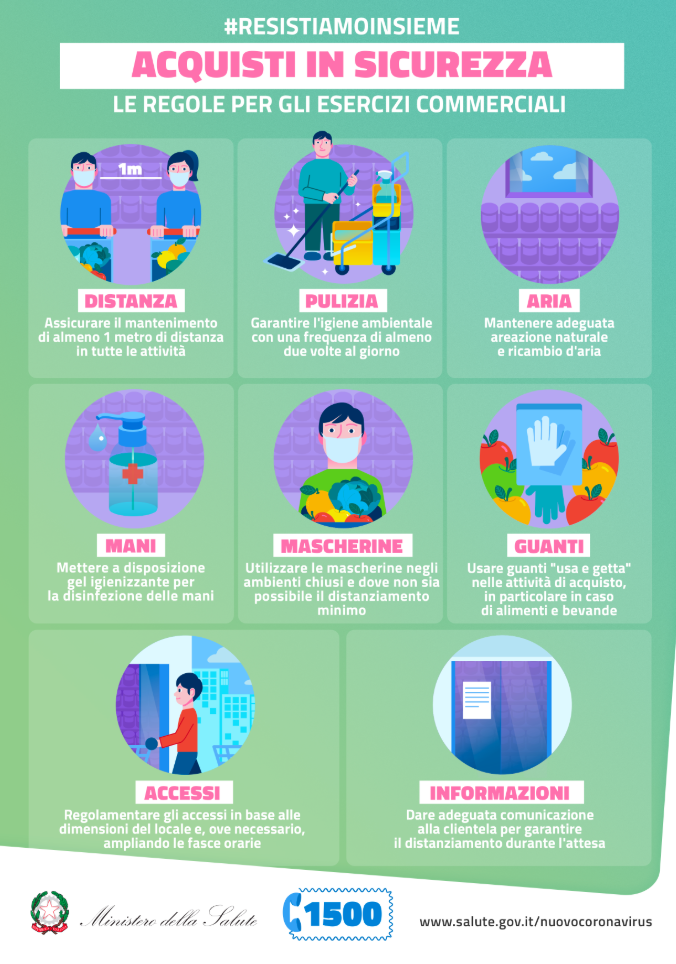 #RESISTIAMOINSIEME
ACQUISTI IN SICUREZZA
LE REGOLE PER GLI ESERCIZI COMMERCIALI
1m
DISTANZA
Assicurare il mantenimento
di almeno 1 metro di distanza
in tutte le attività
PULIZIA
Garantire l'igiene ambientale
con una frequenza di almeno
due volte al giorno
ARIA
Mantenere adeguata
areazione naturale
e ricambio d'aria
MANI
Mettere a disposizione
gel igienizzante per
la disinfezione delle mani
MASCHERINE
Utilizzare le mascherine negli
ambienti chiusi e dove non sia
possibile il distanziamento
minimo
GUANTI
Usare guanti "usa e getta"
nelle attività di acquisto,
in particolare in caso
di alimenti e bevande
ACCESSI
Regolamentare gli accessi in base alle
dimensioni del locale e, ove necessario,
ampliando le fasce orarie
INFORMAZIONI
Dare adeguata comunicazione
alla clientela per garantire
il distanziamento durante l'attesa
Ministero della Salute
1500
www.salute.gov.it/nuovocoronavirus